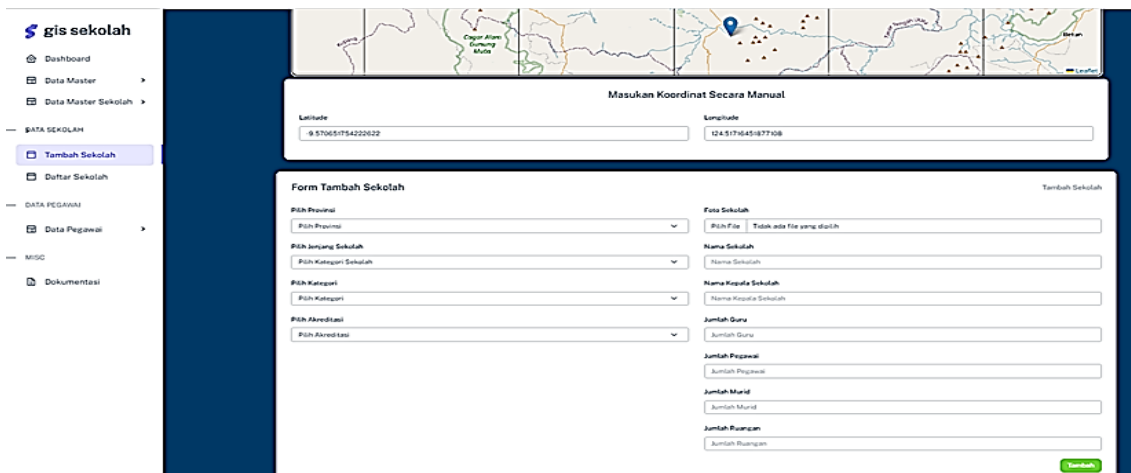 gis sekolah
Dashboard
Data Master
Data Master Sekolah
DATA SEKOLAH
Tambah Sekolah
Daftar Sekolah
DATA PEGAWAI
Data Pegawai
MISC
Dokumentasi
Cagar Alam
Gunung
Mutis
Betun
Leaflet
Masukan Koordinat Secara Manual
Latitude
Longitude
-9.570651754222622
124.51716451877108
Form Tambah Sekolah
Tambah Sekolah
Pilih Provinsi
Pilih Provinsi
Pilih Jenjang Sekolah
Pilih Kategori Sekolah
Pilih Kategori
Pilih Kategori
Pilih Akreditasi
Pilih Akreditasi
Foto Sekolah
Pilih File Tidak ada file yang dipilih
Nama Sekolah
Nama Sekolah
Nama Kepala Sekolah
Nama Kepala Sekolah
Jumlah Guru
Jumlah Guru
Jumlah Pegawai
Jumlah Pegawai
Jumlah Murid
Jumlah Murid
Jumlah Ruangan
Jumlah Ruangan
Tambah